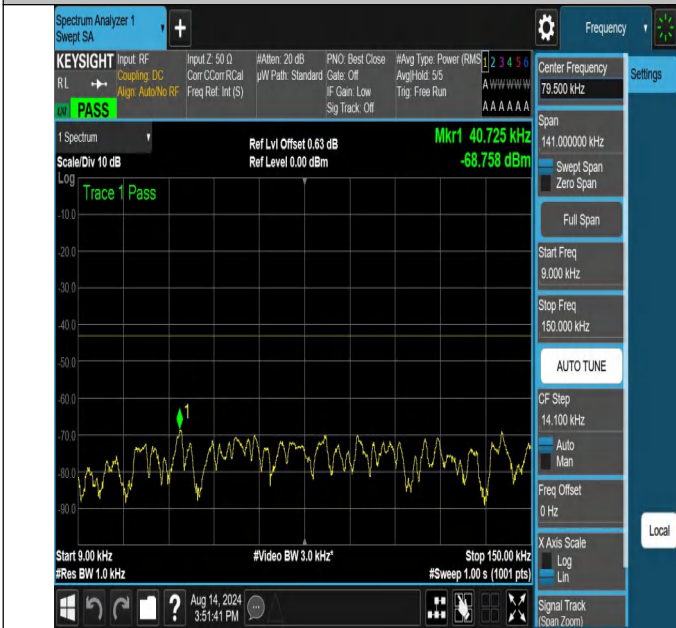 Spectrum Analyzer 1
Swept SA
+
Frequency
KEYSIGHT
RL
PASS
Input: RF
Coupling: DC
Align: Auto/No RF
Input Z: 50 Ω
Corr CCorr RCal
Freq Ref: Int (S)
#Atten: 20 dB
µW Path: Standard
PNO: Best Close
Gate: Off
IF Gain: Low
Sig Track: Off
#Avg Type: Power (RMS
Avg|Hold: 5/5
Trig: Free Run
1 2 3 4 5 6
A W W W W W
A A A A A A
1 Spectrum
Scale/Div 10 dB
Log
Ref Lvl Offset 0.63 dB
Ref Level 0.00 dBm
Mkr1 40.725 kHz
-68.758 dBm
Trace 1 Pass
-10.0
-20.0
-30.0
-40.0
-50.0
-60.0
1
-70.0
-80.0
-90.0
Start 9.00 kHz
#Res BW 1.0 kHz
#Video BW 3.0 kHz*
Stop 150.00 kHz
#Sweep 1.00 s (1001 pts)
?
Aug 14, 2024
3:51:41 PM
Center Frequency
79.500 kHz
Settings
Span
141.000000 kHz
Swept Span
Zero Span
Full Span
Start Freq
9.000 kHz
Stop Freq
150.000 kHz
AUTO TUNE
CF Step
14.100 kHz
Auto
Man
Freq Offset
0 Hz
X Axis Scale
Log
Lin
Local
Signal Track
(Span Zoom)